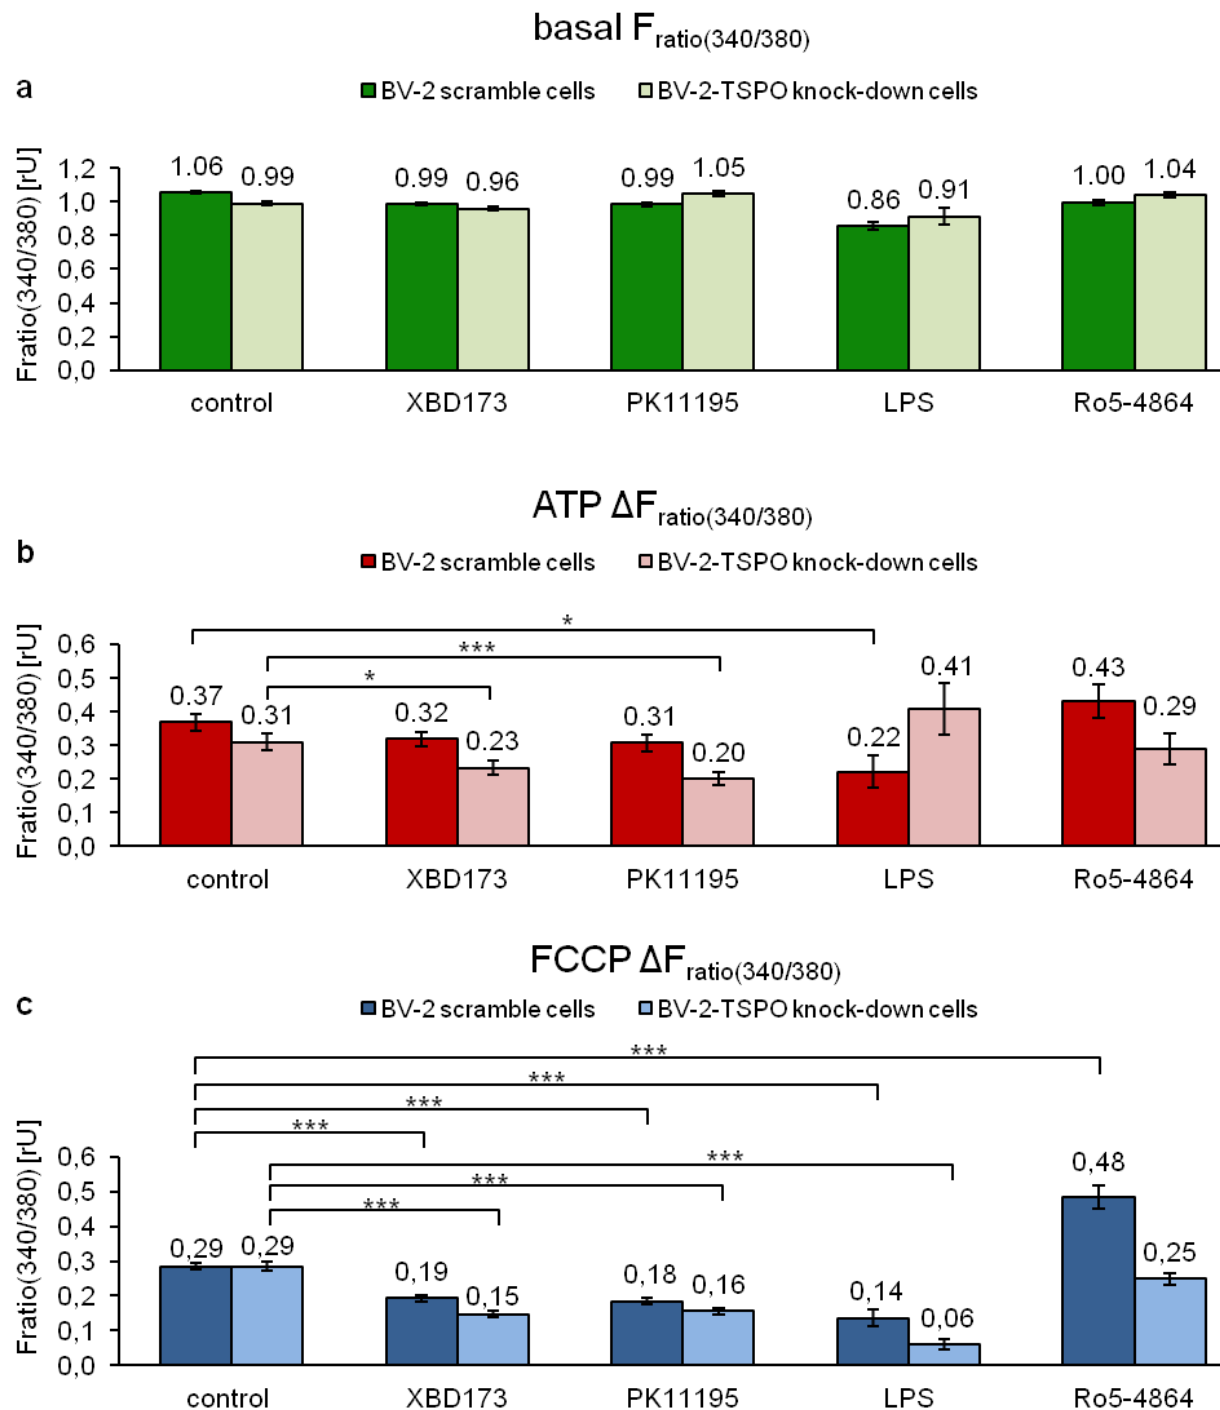 basal Fratio(340/380)
a
BV-2 scramble cells BV-2-TSPO knock-down cells
Fratio(340/380) [rU]
1,2
1,0
0,8
0,6
0,4
0,2
0,0
1.06 0.99 0.99 0.96 0.99 1.05 0.86 0.91 1.00 1.04
control XBD173 PK11195 LPS Ro5-4864
ATP ΔFratio(340/380)
b
BV-2 scramble cells BV-2-TSPO knock-down cells
*
***
*
Fratio(340/380) [rU]
0,6
0,5
0,4
0,3
0,2
0,1
0,0
0.37 0.31 0.32 0.23 0.31 0.20 0.22 0.41 0.43 0.29
control XBD173 PK11195 LPS Ro5-4864
FCCP ΔFratio(340/380)
c
BV-2 scramble cells BV-2-TSPO knock-down cells
***
***
***
***
***
***
***
Fratio(340/380) [rU]
0,6
0,5
0,4
0,3
0,2
0,1
0,0
0,29 0,29 0,19 0,15 0,18 0,16 0,14 0,06 0,48 0,25
control XBD173 PK11195 LPS Ro5-4864